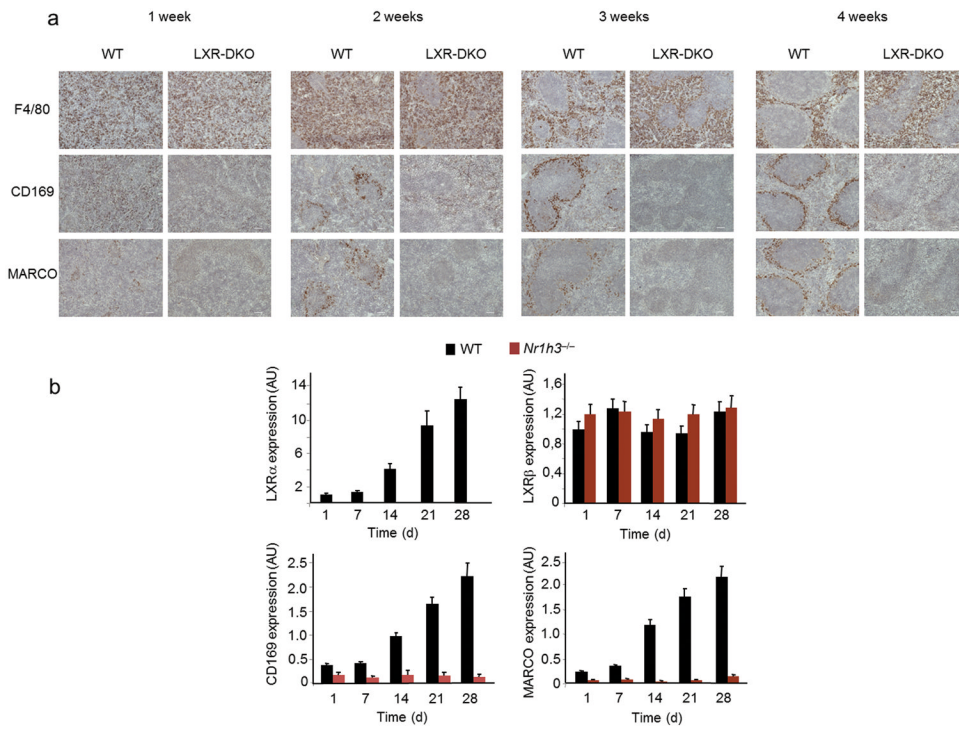 a
1 week 2 weeks 3 weeks 4 weeks
WT LXR-DKO WT LXR-DKO WT LXR-DKO WT LXR-DKO
F4/80
CD169
MARCO
WT Nr1h3–/–
b
LXRα expression (AU)
14
10
6
2
1 7 14 21 28
Time (d)
LXRβ expression (AU)
1,6
1,2
0,8
0,4
0
1 7 14 21 28
Time (d)
CD169 expression (AU)
2.5
2.0
1.5
1.0
0.5
0
1 7 14 21 28
Time (d)
MARCO expression (AU)
2.5
2.0
1.5
1.0
0.5
0
1 7 14 21 28
Time (d)